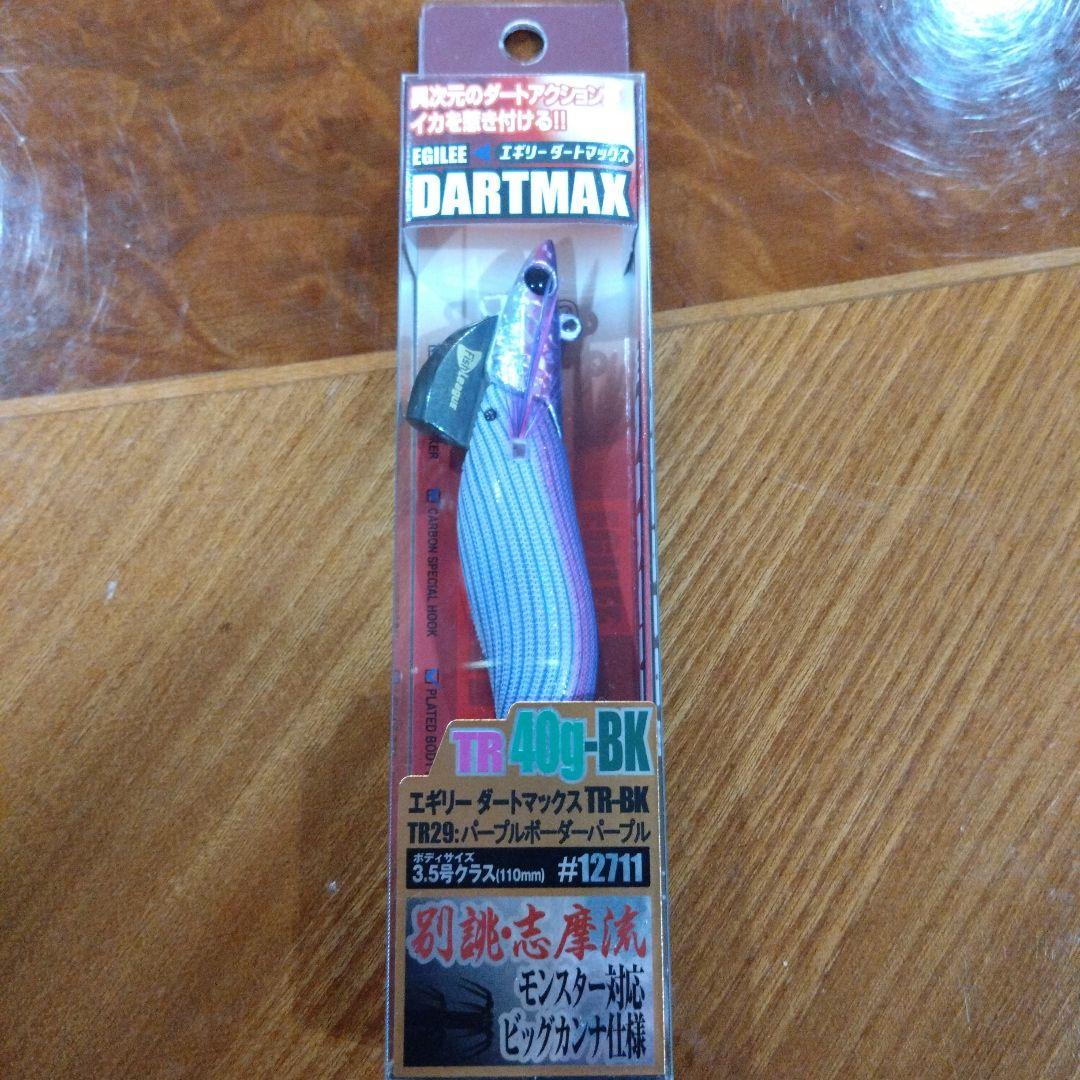 異次元のダートアクション
イカを惹き付ける!!
EGILEE エギリー ダートマックス
DARTMAX
Fish League
CARBON SPECIAL HOOK
PLATED BODY
TR 40g-BK
エギリー ダートマックス TR-BK
TR29:パープルボーダーパープル
ボディサイズ
3.5号クラス(110mm) #12711
別誂・志摩流
モンスター対応
ビッグカンナ仕様